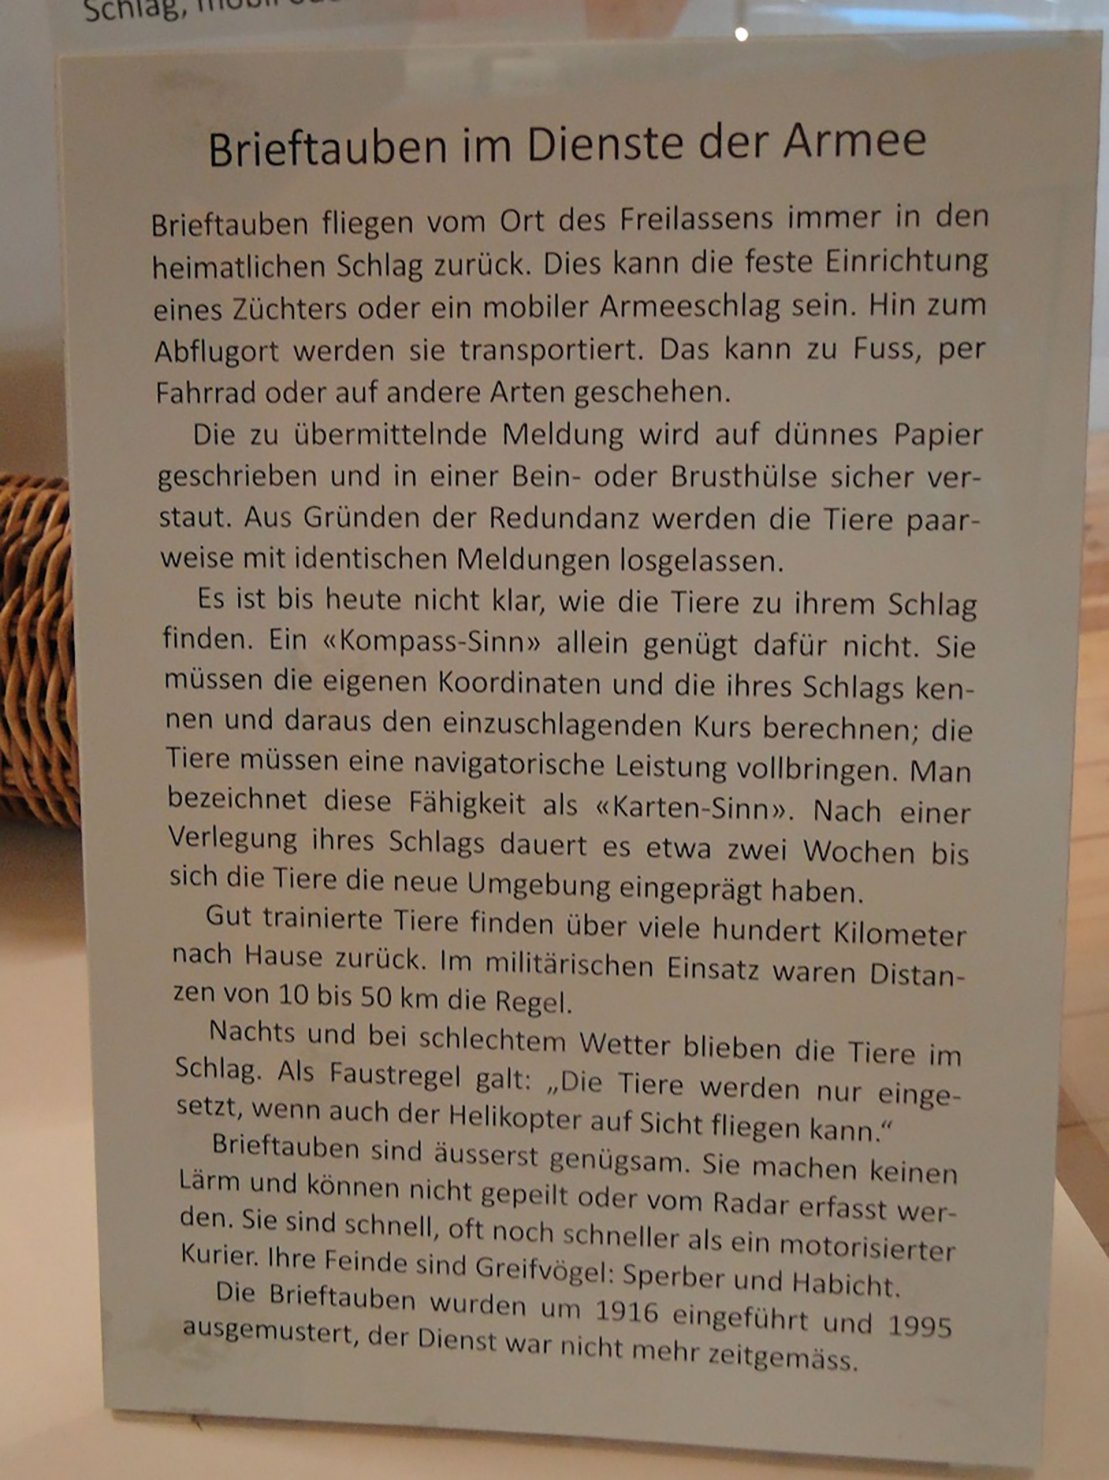 Schlag,
Brieftauben im Dienste der Armee
Brieftauben fliegen vom Ort des Freilassens immer in den
heimatlichen Schlag zurück. Dies kann die feste Einrichtung
eines Züchters oder ein mobiler Armeeschlag sein. Hin zum
Abflugort werden sie transportiert. Das kann zu Fuss, per
Fahrrad oder auf andere Arten geschehen.
Die zu übermittelnde Meldung wird auf dünnes Papier
geschrieben und in einer Bein- oder Brusthülse sicher ver-
staut. Aus Gründen der Redundanz werden die Tiere paar-
weise mit identischen Meldungen losgelassen.
Es ist bis heute nicht klar, wie die Tiere zu ihrem Schlag
finden. Ein «Kompass-Sinn» allein genügt dafür nicht. Sie
müssen die eigenen Koordinaten und die ihres Schlags ken-
nen und daraus den einzuschlagenden Kurs berechnen; die
Tiere müssen eine navigatorische Leistung vollbringen. Man
bezeichnet diese Fähigkeit als «Karten-Sinn». Nach einer
Verlegung ihres Schlags dauert es etwa zwei Wochen bis
sich die Tiere die neue Umgebung eingeprägt haben.
Gut trainierte Tiere finden über viele hundert Kilometer
nach Hause zurück. Im militärischen Einsatz waren Distan-
zen von 10 bis 50 km die Regel.
Nachts und bei schlechtem Wetter blieben die Tiere im
Schlag. Als Faustregel galt: „Die Tiere werden nur einge-
setzt, wenn auch der Helikopter auf Sicht fliegen kann.“
Brieftauben sind äusserst genügsam. Sie machen keinen
Lärm und können nicht gepeilt oder vom Radar erfasst wer-
den. Sie sind schnell, oft noch schneller als ein motorisierter
Kurier. Ihre Feinde sind Greifvögel: Sperber und Habicht.
Die Brieftauben wurden um 1916 eingeführt und 1995
ausgemustert, der Dienst war nicht mehr zeitgemäss.